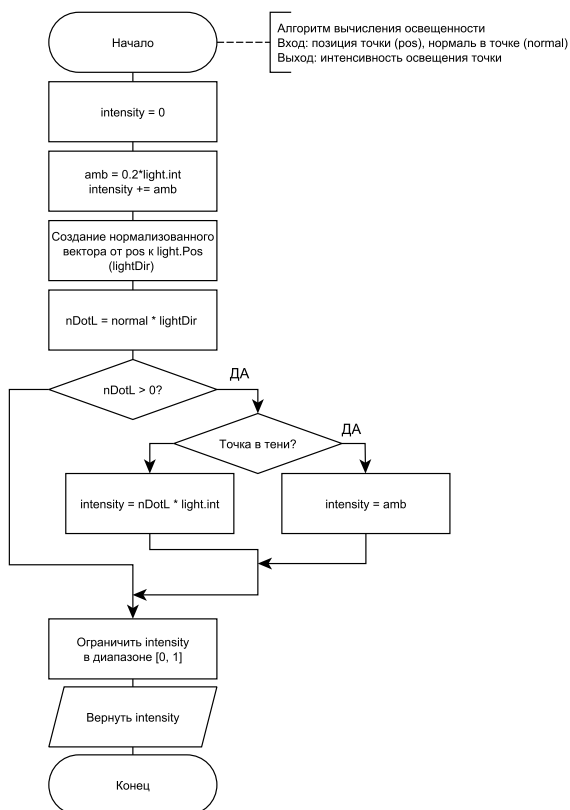 Начало
Алгоритм вычисления освещенности
Вход: позиция точки (pos), нормаль в точке (normal)
Выход: интенсивность освещения точки
intensity = 0
amb = 0.2*light.int
intensity += amb
Создание нормализованного
вектора от pos к light.Pos
(lightDir)
nDotL = normal * lightDir
nDotL > 0?
ДА
Точка в тени?
ДА
intensity = nDotL * light.int
intensity = amb
Ограничить intensity
в диапазоне [0, 1]
Вернуть intensity
Конец